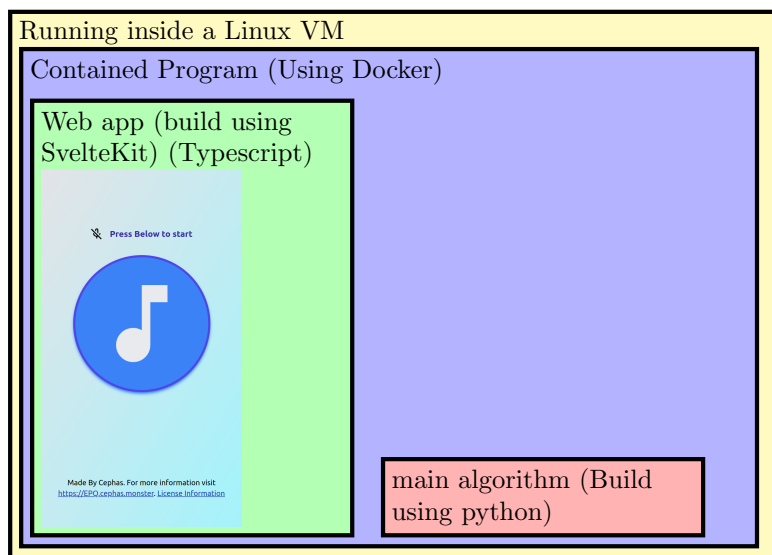 Running inside a Linux VM
Contained Program (Using Docker)
Web app (build using
SvelteKit) (Typescript)
Press Below to start
Made By Cephas. For more information visit
https://EPQ.cephas.monster. License Information
main algorithm (Build
using python)